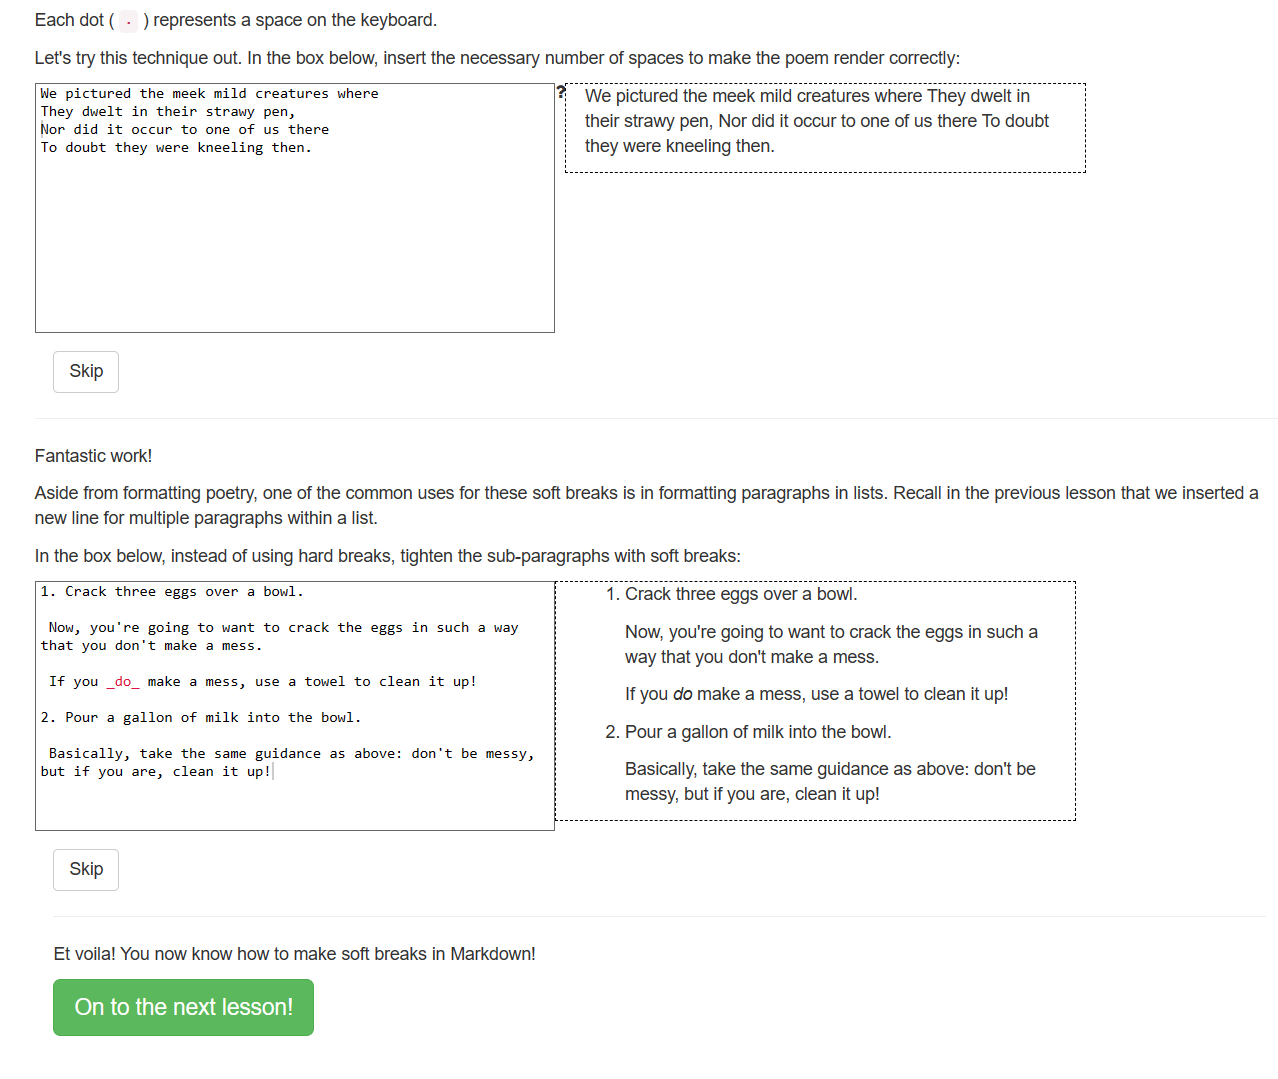 Each dot ( · ) represents a space on the keyboard.
Let's try this technique out. In the box below, insert the necessary number of spaces to make the poem render correctly:
We pictured the meek mild creatures where
They dwelt in their strawy pen,
Nor did it occur to one of us there
To doubt they were kneeling then.
?
We pictured the meek mild creatures where They dwelt in
their strawy pen, Nor did it occur to one of us there To doubt
they were kneeling then.
Skip
Fantastic work!
Aside from formatting poetry, one of the common uses for these soft breaks is in formatting paragraphs in lists. Recall in the previous lesson that we inserted a
new line for multiple paragraphs within a list.
In the box below, instead of using hard breaks, tighten the sub-paragraphs with soft breaks:
1. Crack three eggs over a bowl.
Now, you're going to want to crack the eggs in such a way
that you don't make a mess.
If you _do_ make a mess, use a towel to clean it up!
2. Pour a gallon of milk into the bowl.
Basically, take the same guidance as above: don't be messy,
but if you are, clean it up!
1. Crack three eggs over a bowl.
Now, you're going to want to crack the eggs in such a
way that you don't make a mess.
If you do make a mess, use a towel to clean it up!
2. Pour a gallon of milk into the bowl.
Basically, take the same guidance as above: don't be
messy, but if you are, clean it up!
Skip
Et voila! You now know how to make soft breaks in Markdown!
On to the next lesson!